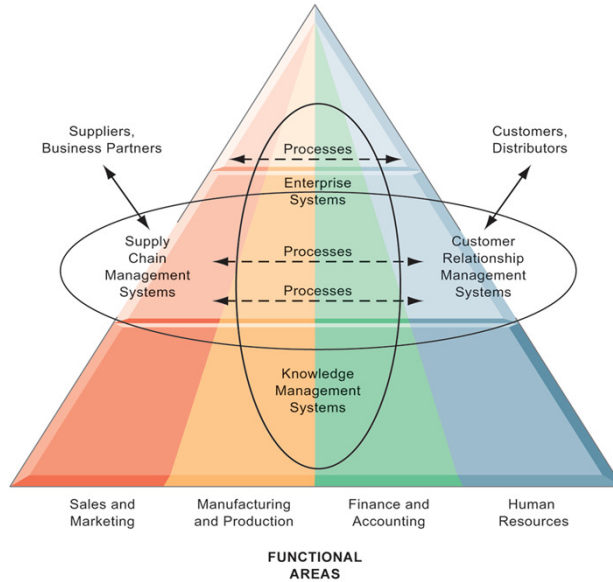 Suppliers,
Business Partners
Customers,
Distributors
Processes
Enterprise
Systems
Supply
Chain
Management
Systems
Processes
Processes
Customer
Relationship
Management
Systems
Knowledge
Management
Systems
Sales and
Marketing
Manufacturing
and Production
Finance and
Accounting
Human
Resources
FUNCTIONAL
AREAS